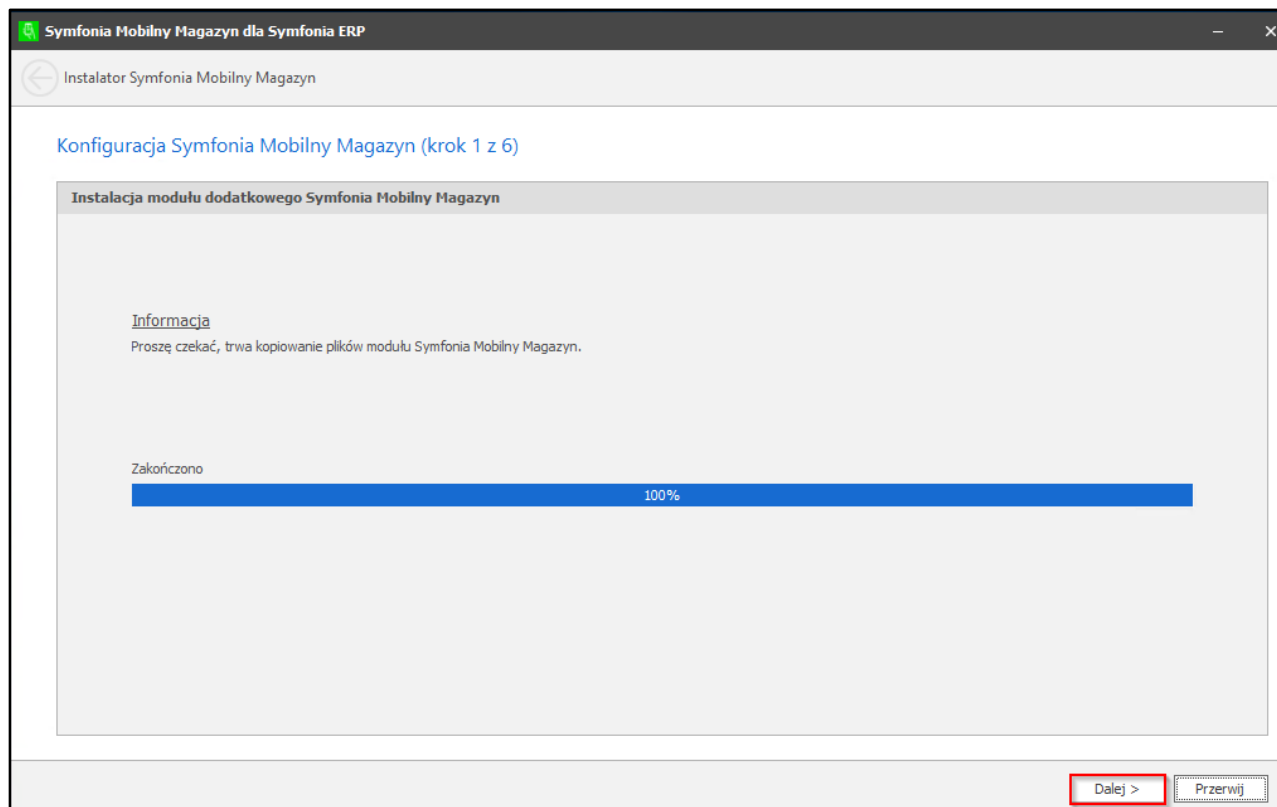 Symfonia Mobilny Magazyn dla Symfonia ERP
Instalator Symfonia Mobilny Magazyn
Konfiguracja Symfonia Mobilny Magazyn (krok 1 z 6)
Instalacja modułu dodatkowego Symfonia Mobilny Magazyn
Informacja
Proszę czekać, trwa kopiowanie plików modułu Symfonia Mobilny Magazyn.
Zakończono
100%
Dalej > Przerwij